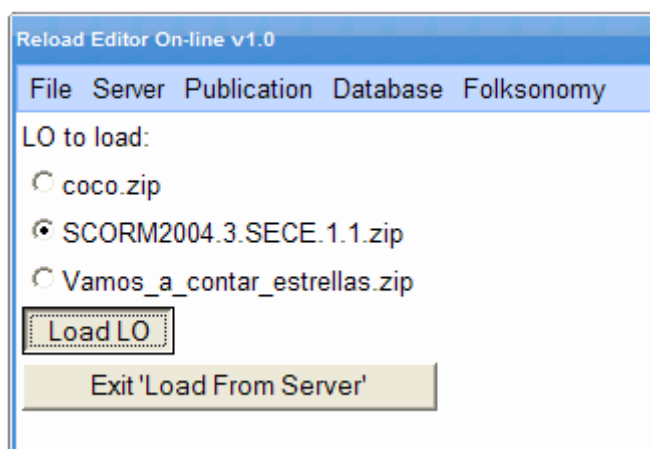 Reload Editor On-line v1.0
File Server Publication Database Folksonomy
LO to load:
coco.zip
SCORM2004.3.SECE.1.1.zip
Vamos_a_contar_estrellas.zip
Load LO
Exit 'Load From Server'